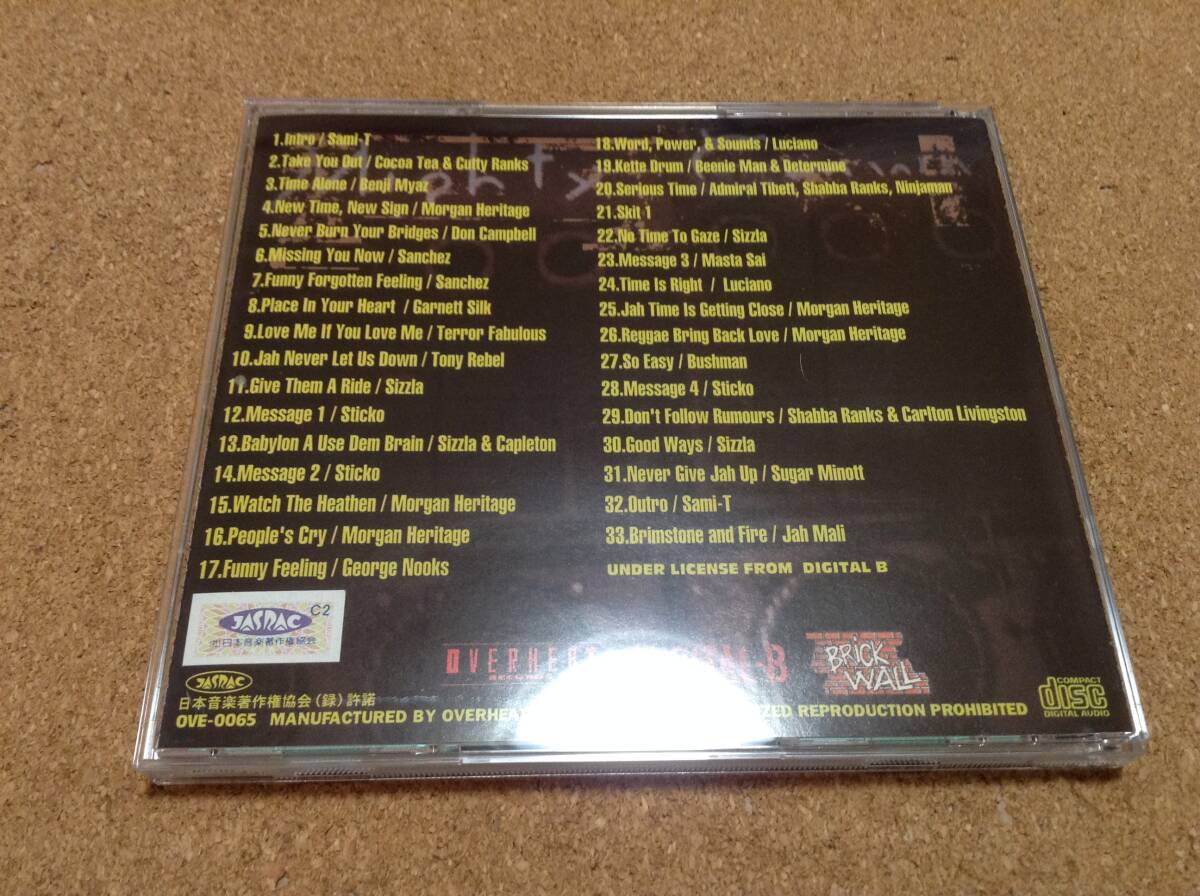 1.Intro / Sami-T
2.Take You Out / Cocoa Tea & Cutty Ranks
3.Time Alone / Benji Myaz
4.New Time, New Sign / Morgan Heritage
5.Never Burn Your Bridges / Don Campbell
6.Missing You Now / Sanchez
7.Funny Forgotten Feeling / Sanchez
8.Place In Your Heart / Garnett Silk
9.Love Me If You Love Me / Terror Fabulous
10.Jah Never Let Us Down / Tony Rebel
11.Give Them A Ride / Sizzla
12.Message 1 / Sticko
13.Babylon A Use Dem Brain / Sizzla & Capleton
14.Message 2 / Sticko
15.Watch The Heathen / Morgan Heritage
16.People's Cry / Morgan Heritage
17.Funny Feeling / George Nooks
18.Word, Power, & Sounds / Luciano
19.Kette Drum / Beenie Man & Determine
20.Serious Time / Admiral Tibett, Shabba Ranks, Ninjaman
21.Skit 1
22.No Time To Gaze / Sizzla
23.Message 3 / Masta Sai
24.Time Is Right / Luciano
25.Jah Time Is Getting Close / Morgan Heritage
26.Reggae Bring Back Love / Morgan Heritage
27.So Easy / Bushman
28.Message 4 / Sticko
29.Don't Follow Rumours / Shabba Ranks & Carlton Livingston
30.Good Ways / Sizzla
31.Never Give Jah Up / Sugar Minott
32.Outro / Sami-T
33.Brimstone and Fire / Jah Mali
UNDER LICENSE FROM DIGITAL B
C2
JASRAC
日本音楽著作権協会
BRICK WALL
JASRAC
日本音楽著作権協会(録)許諾
OVE-0065 MANUFACTURED BY OVERHEAT REPRODUCTION PROHIBITED
COMPACT
disc
DIGITAL AUDIO